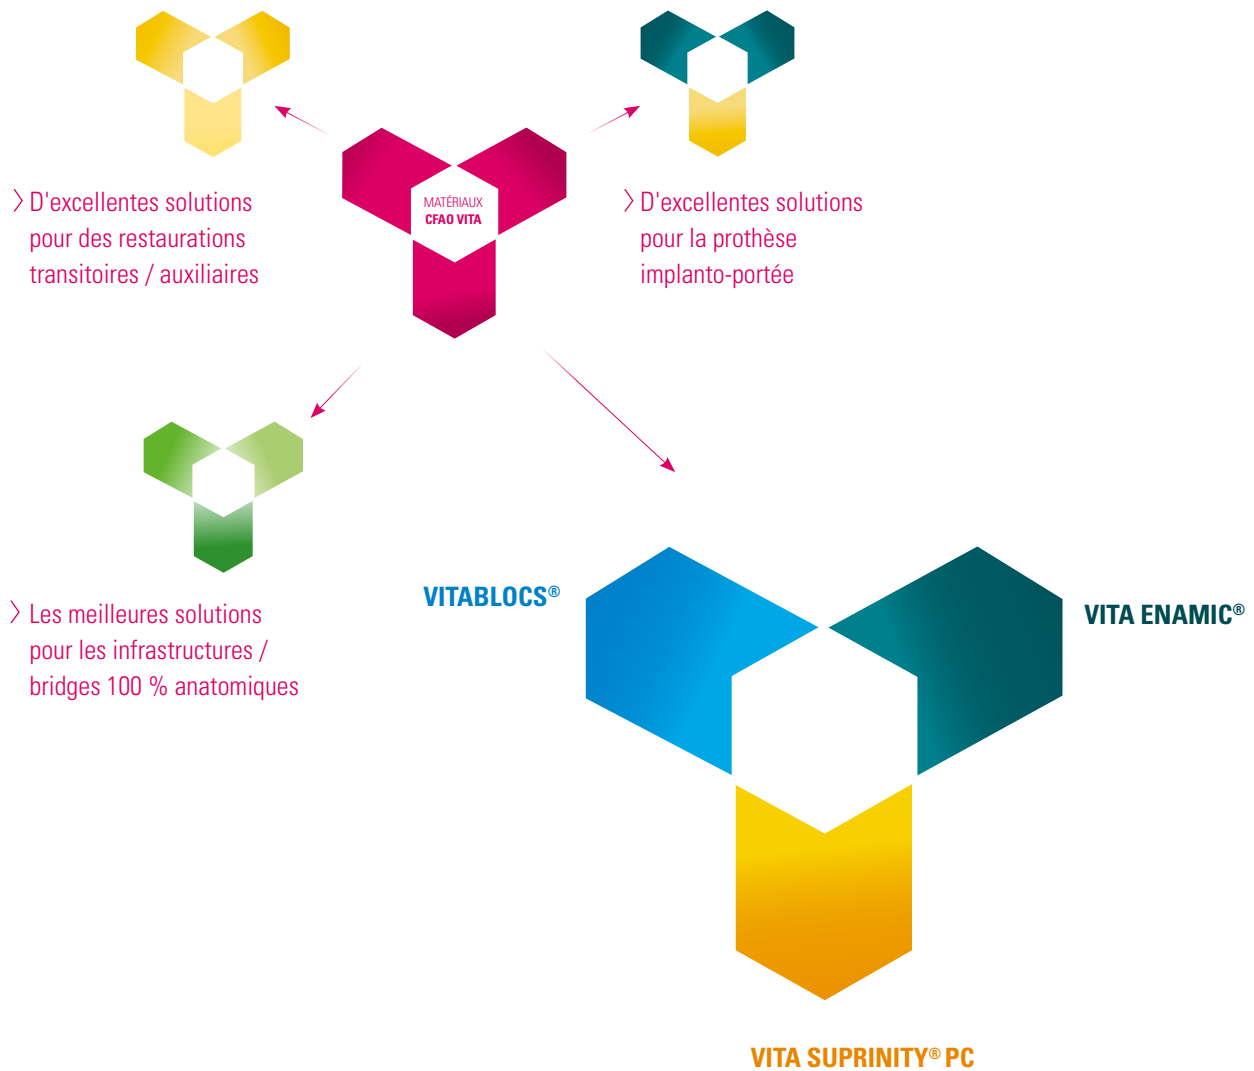 MATÉRIAUX
CFAO VITA
〉D'excellentes solutions
pour des restaurations
transitoires / auxiliaires
〉D'excellentes solutions
pour la prothèse
implanto-portée
〉Les meilleures solutions
pour les infrastructures /
bridges 100 % anatomiques
VITABLOCS®
VITA ENAMIC®
VITA SUPRINITY® PC